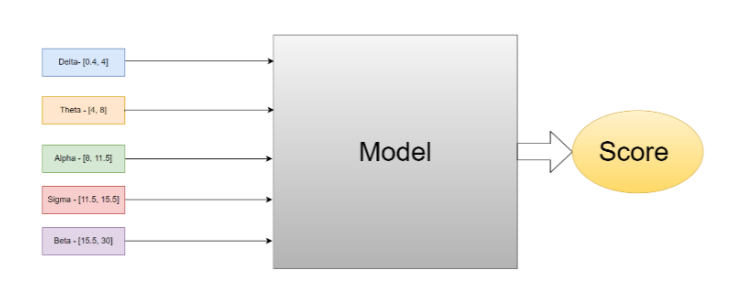 Delta- [0.4, 4]
Theta - [4, 8]
Alpha - [8, 11.5]
Sigma - [11.5, 15.5]
Beta - [15.5, 30]
Model
Score